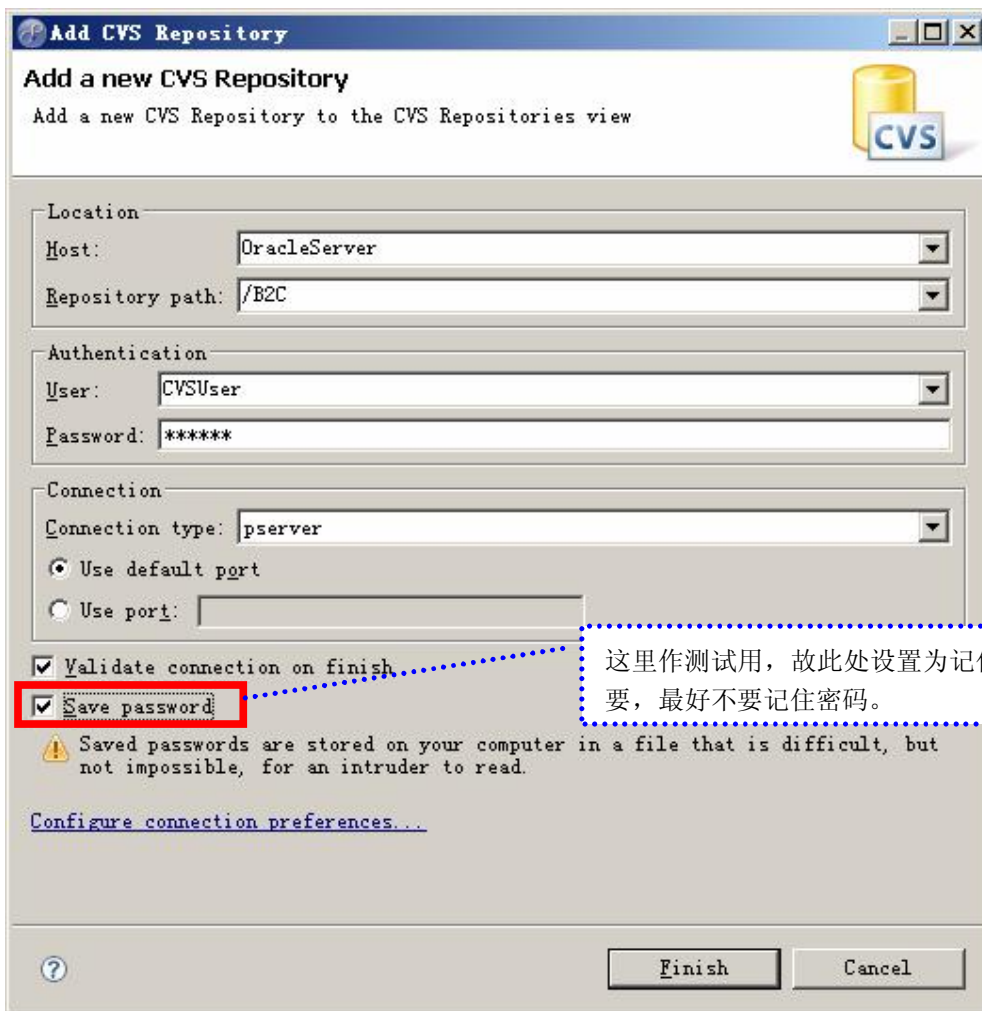 Add CVS Repository
Add a new CVS Repository
Add a new CVS Repository to the CVS Repositories view
CVS
Location
Host: OracleServer
Repository path: /B2C
Authentication
User: CVSUser
Password: ******
Connection
Connection type: pserver
Use default port
Use port:
Validate connection on finish
这里作测试用，故此处设置为记
Save password
要，最好不要记住密码。
Saved passwords are stored on your computer in a file that is difficult, but
not impossible, for an intruder to read.
Configure connection preferences...
?
Finish
Cancel